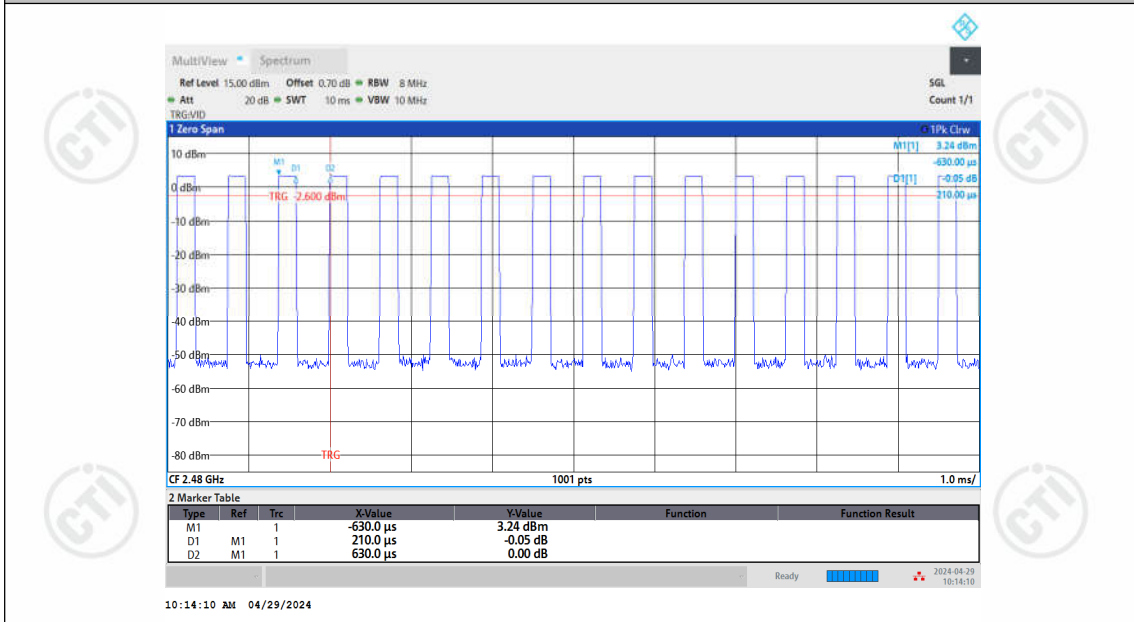 MultiView Spectrum
Ref Level 15.00 dBm Offset 0.70 dB RBW 8 MHz SGL
Att 20 dB SWT 10 ms VBW 10 MHz Count 1/1
TRG:VID
1 Zero Span 1Pk Clrw
M1[1] 3.24 dBm
-630.00 µs
D1[1] -0.05 dB
210.00 µs
10 dBm
M1 D1 D2
0 dBm
TRG -2.600 dBm
-10 dBm
-20 dBm
-30 dBm
-40 dBm
-50 dBm
-60 dBm
-70 dBm
-80 dBm
TRG
CF 2.48 GHz 1001 pts 1.0 ms/
2 Marker Table
Type Ref Trc X-Value Y-Value Function Function Result
M1 1 -630.0 µs 3.24 dBm
D1 M1 1 210.0 µs -0.05 dB
D2 M1 1 630.0 µs 0.00 dB
Ready 2024-04-29
10:14:10
10:14:10 AM 04/29/2024
CTI
CTI
CTI
CTI